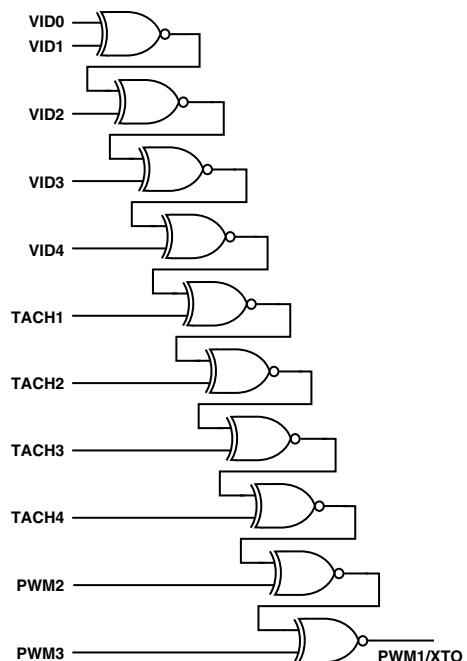 VID0
VID1
VID2
VID3
VID4
TACH1
TACH2
TACH3
TACH4
PWM2
PWM3
PWM1/XTO